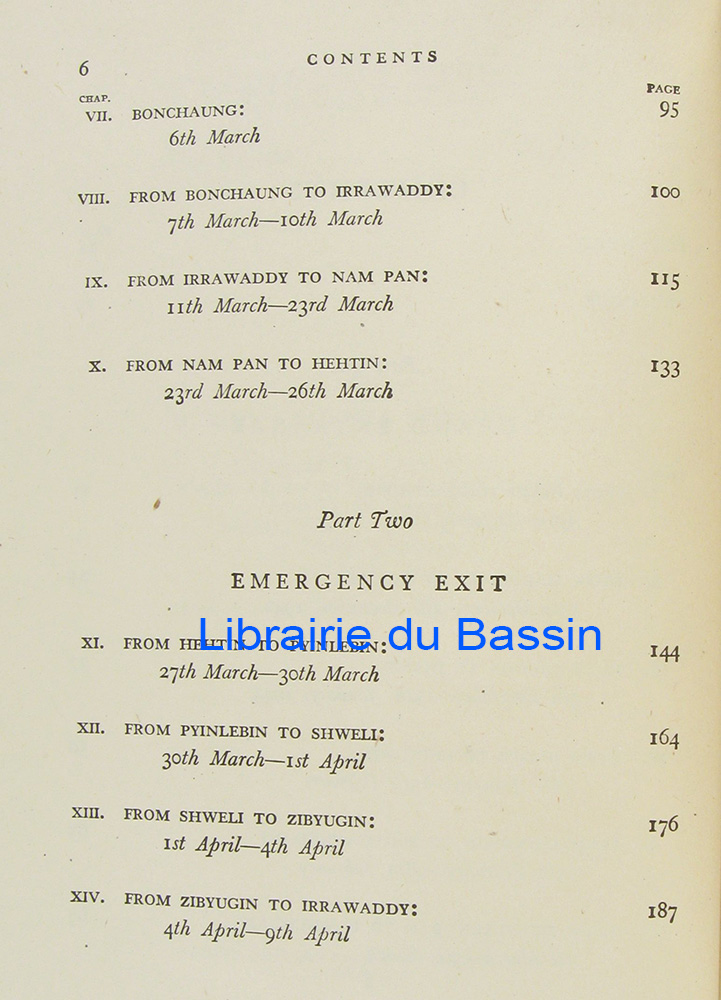 6 CONTENTS
CHAP. PAGE
VII. BONCHAUNG: 95
6th March
VIII. FROM BONCHAUNG TO IRRAWADDY: 100
7th March—10th March
IX. FROM IRRAWADDY TO NAM PAN: 115
11th March—23rd March
X. FROM NAM PAN TO HEHTIN: 133
23rd March—26th March
Part Two
EMERGENCY EXIT
XI. FROM HEHTIN TO PYINLEBIN: 144
Librairie du Bassin
27th March—30th March
XII. FROM PYINLEBIN TO SHWELI: 164
30th March—1st April
XIII. FROM SHWELI TO ZIBYUGIN: 176
1st April—4th April
XIV. FROM ZIBYUGIN TO IRRAWADDY: 187
4th April—9th April